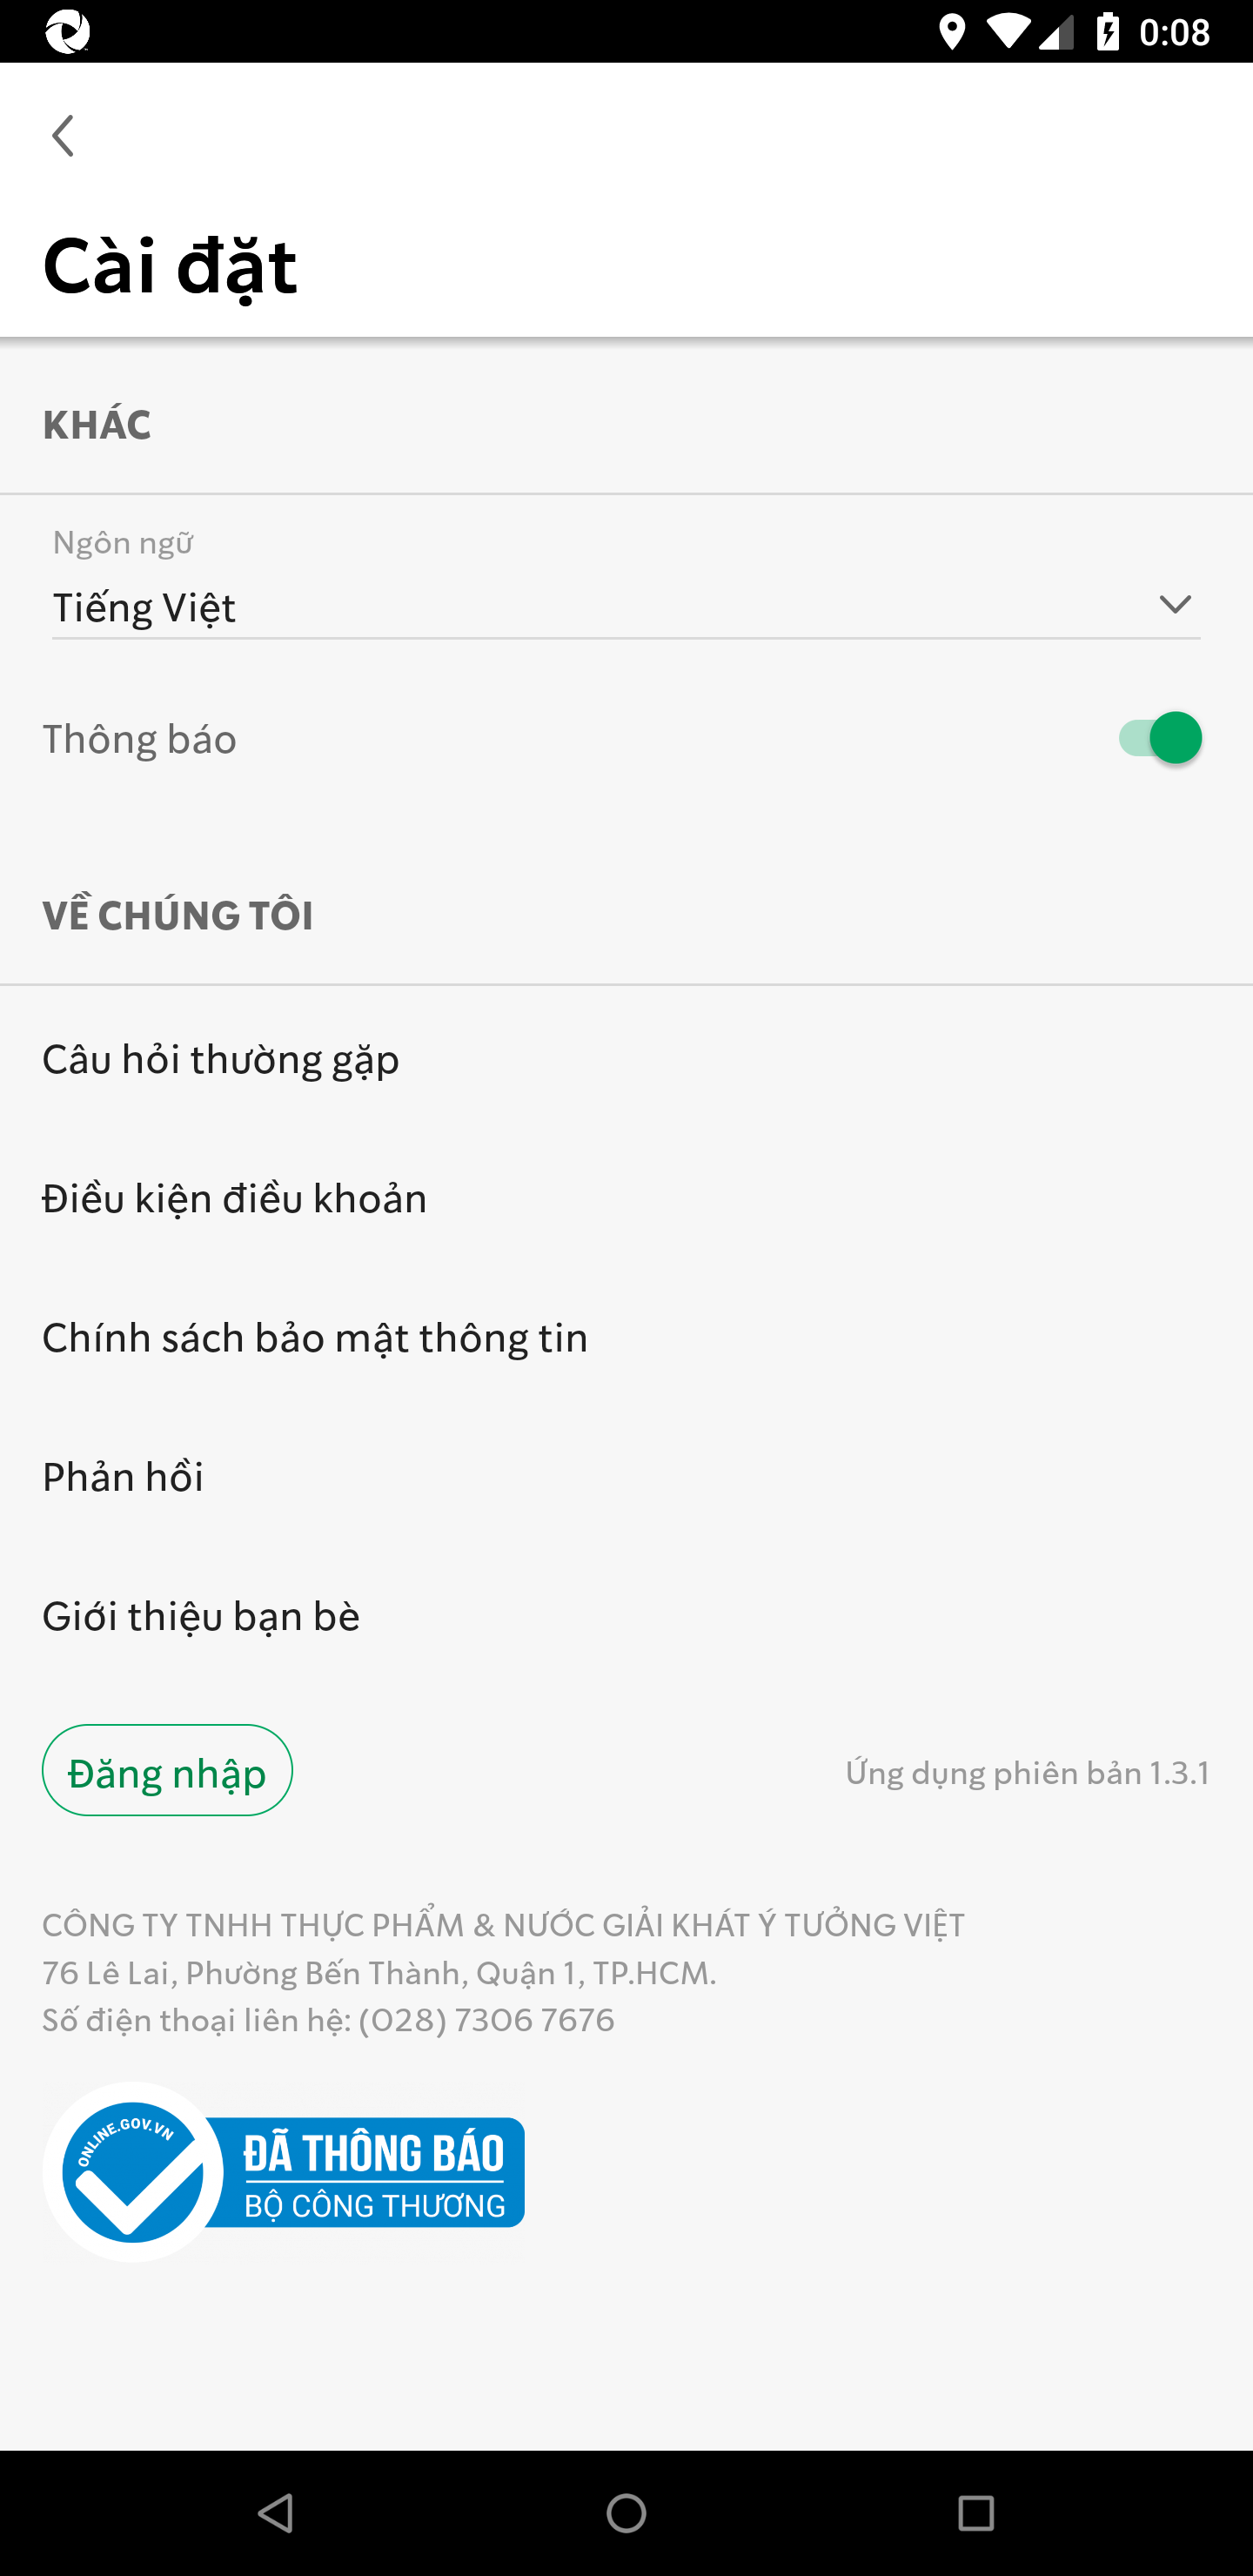 0:08
Cài đặt
KHÁC
Ngôn ngữ
Tiếng Việt
Thông báo
VỀ CHÚNG TÔI
Câu hỏi thường gặp
Điều kiện điều khoản
Chính sách bảo mật thông tin
Phản hồi
Giới thiệu bạn bè
Đăng nhập
Ứng dụng phiên bản 1.3.1
CÔNG TY TNHH THỰC PHẨM & NƯỚC GIẢI KHÁT Ý TƯỞNG VIỆT
76 Lê Lai, Phường Bến Thành, Quận 1, TP.HCM.
Số điện thoại liên hệ: (028) 7306 7676
ONLINE.GOV.VN
ĐÃ THÔNG BÁO
BỘ CÔNG THƯƠNG